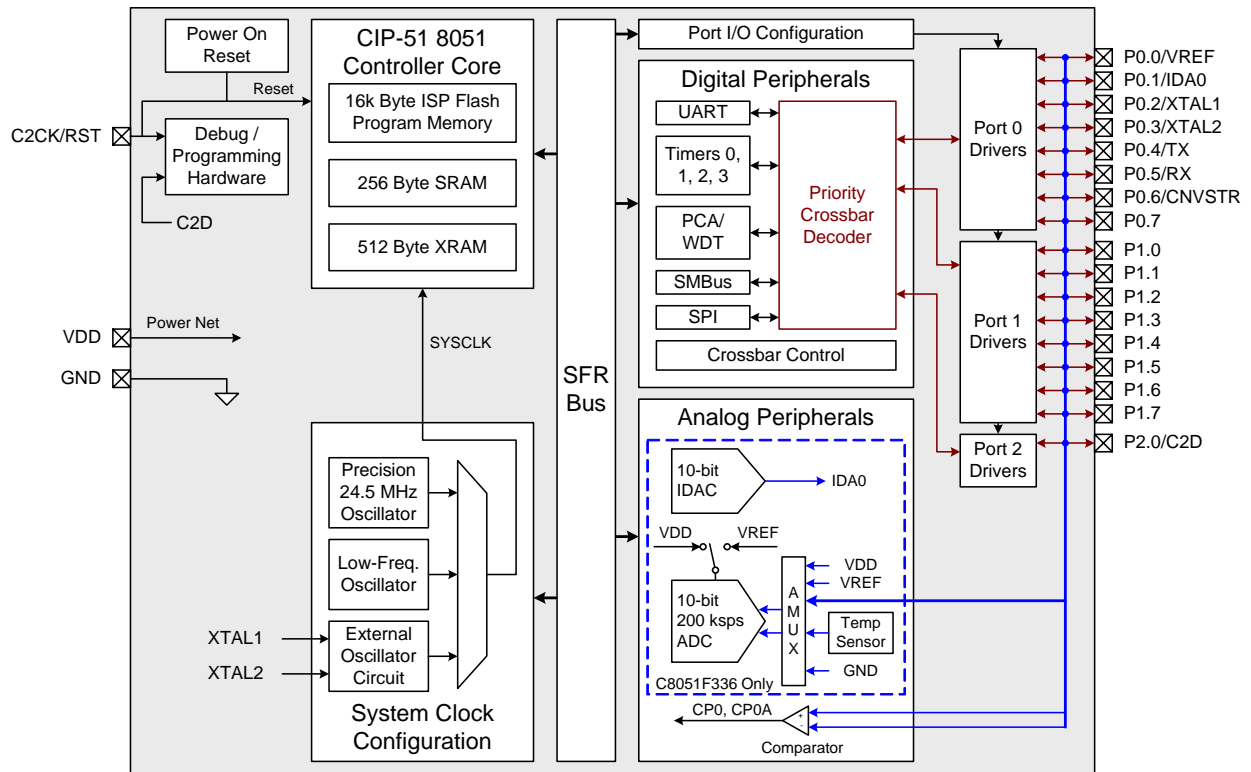 Power On
Reset
Reset
C2CK/RST
Debug /
Programming
Hardware
C2D
VDD
Power Net
GND
CIP-51 8051
Controller Core
16k Byte ISP Flash
Program Memory
256 Byte SRAM
512 Byte XRAM
SYSCLK
Precision
24.5 MHz
Oscillator
Low-Freq.
Oscillator
External
Oscillator
Circuit
XTAL1
XTAL2
System Clock
Configuration
SFR
Bus
Port I/O Configuration
Digital Peripherals
UART
Timers 0,
1, 2, 3
PCA/
WDT
SMBus
SPI
Priority
Crossbar
Decoder
Crossbar Control
Analog Peripherals
10-bit
IDAC
IDA0
VDD
VREF
10-bit
200 ksps
ADC
A
M
U
X
VDD
VREF
Temp
Sensor
GND
C8051F336 Only
CP0, CP0A
+
-
Comparator
Port 0
Drivers
Port 1
Drivers
Port 2
Drivers
P0.0/VREF
P0.1/IDA0
P0.2/XTAL1
P0.3/XTAL2
P0.4/TX
P0.5/RX
P0.6/CNVSTR
P0.7
P1.0
P1.1
P1.2
P1.3
P1.4
P1.5
P1.6
P1.7
P2.0/C2D